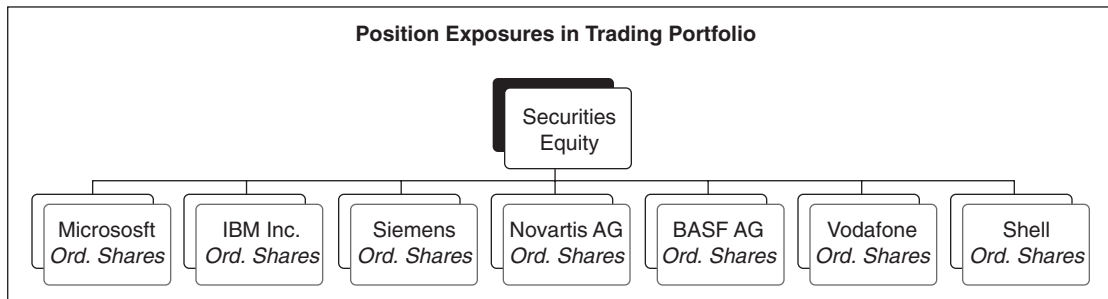 Position Exposures in Trading Portfolio
Securities
Equity
Micrososft
Ord. Shares
IBM Inc.
Ord. Shares
Siemens
Ord. Shares
Novartis AG
Ord. Shares
BASF AG
Ord. Shares
Vodafone
Ord. Shares
Shell
Ord. Shares